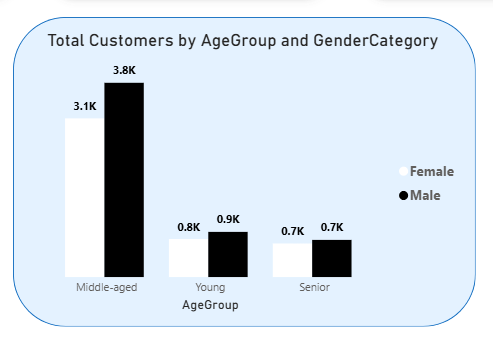 Total Customers by AgeGroup and GenderCategory
3.8K
3.1K
0.8K
0.9K
0.7K
0.7K
Female
Male
Middle-aged
Young
Senior
AgeGroup